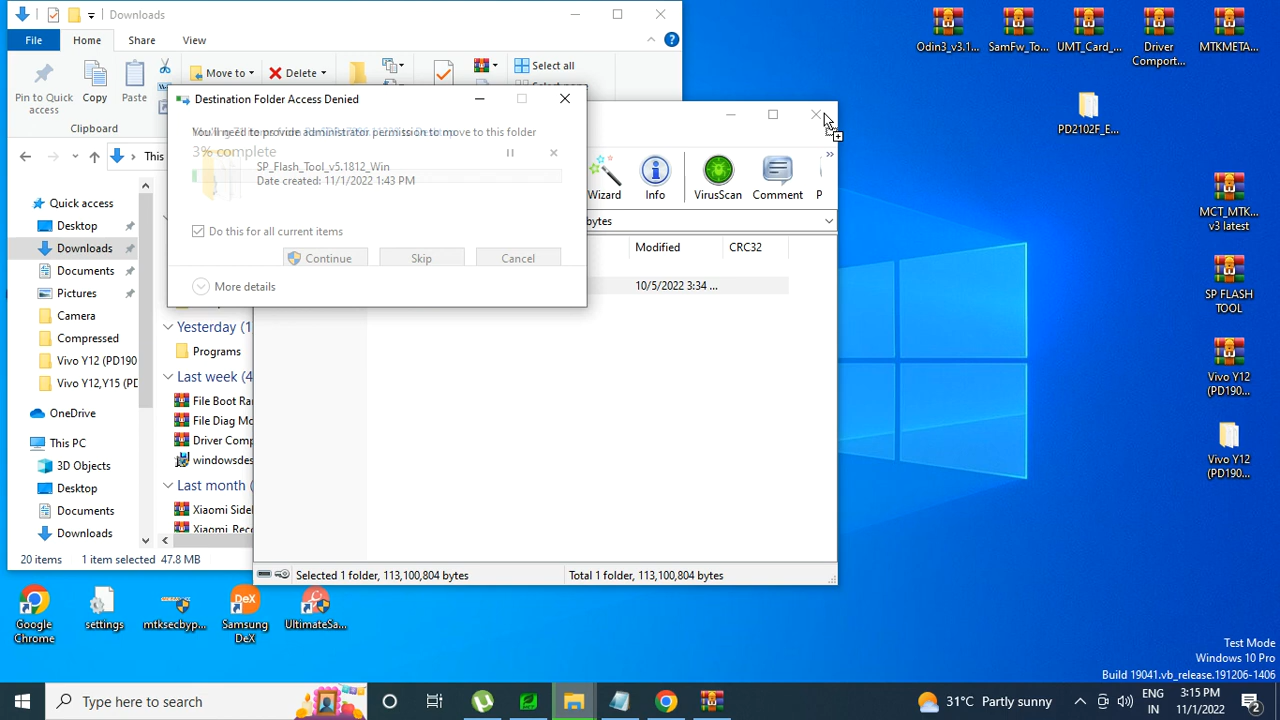 Downloads
File
Home
Share
View
Pin to Quick
access
Copy
Paste
Move to
Delete
Select all
Clipboard
This
Quick access
Desktop
Downloads
Documents
Pictures
Camera
Compressed
Vivo Y12 (PD190
Vivo Y12,Y15 (PD
OneDrive
This PC
3D Objects
Desktop
Documents
Downloads
Yesterday (1
Programs
Last week (4
File Boot Ra
File Diag Mo
Driver Comp
windowsdes
Last month (
Xiaomi Sidel
Xiaomi Reco
20 items
1 item selected 47.8 MB
Destination Folder Access Denied
You'll need to provide administrator permission to move to this folder
3% complete
SP_Flash_Tool_v5.1812_Win
Date created: 11/1/2022 1:43 PM
Do this for all current items
Continue
Skip
Cancel
More details
Wizard
Info
VirusScan
Comment
P
bytes
Modified
CRC32
10/5/2022 3:34 ...
Selected 1 folder, 113,100,804 bytes
Total 1 folder, 113,100,804 bytes
Odin3_v3.1...
SamFw_To...
UMT_Card_...
Driver
Comport...
MTKMETA...
PD2102F_E...
MCT_MTK...
v3 latest
SP FLASH
TOOL
Vivo Y12
(PD190...
Vivo Y12
(PD190...
Google
Chrome
settings
mtksecbyp...
Samsung
DeX
UltimateSa...
Test Mode
Windows 10 Pro
Build 19041.vb_release.191206-1406
Type here to search
31°C Partly sunny
ENG
IN
3:15 PM
11/1/2022
2